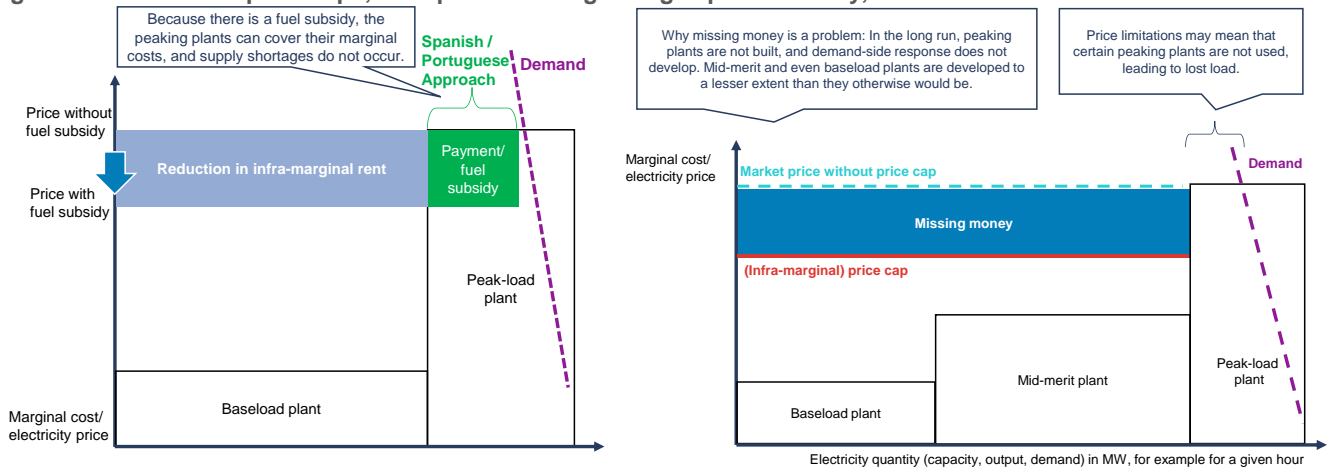 Because there is a fuel subsidy, the
peaking plants can cover their marginal
costs, and supply shortages do not occur.
Spanish /
Portuguese
Approach
Demand
Price without
fuel subsidy
Reduction in infra-marginal rent
Payment/
fuel
subsidy
Price with
fuel subsidy
Peak-load
plant
Baseload plant
Marginal cost/
electricity price
Why missing money is a problem: In the long run, peaking
plants are not built, and demand-side response does not
develop. Mid-merit and even baseload plants are developed to
a lesser extent than they otherwise would be.
Price limitations may mean that
certain peaking plants are not used,
leading to lost load.
Marginal cost/
electricity price
Market price without price cap
Demand
Missing money
(Infra-marginal) price cap
Mid-merit plant
Peak-load
plant
Baseload plant
Electricity quantity (capacity, output, demand) in MW, for example for a given hour